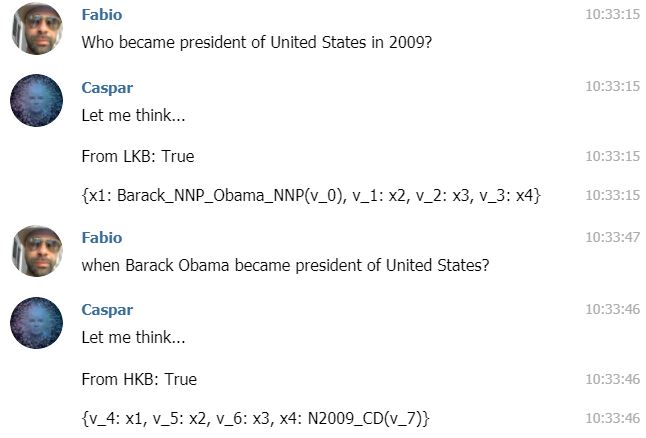 Fabio 10:33:15
Who became president of United States in 2009?
Caspar 10:33:15
Let me think...
From LKB: True 10:33:15
{x1: Barack_NNP_Obama_NNP(v_0), v_1: x2, v_2: x3, v_3: x4} 10:33:15
Fabio 10:33:47
when Barack Obama became president of United States?
Caspar 10:33:46
Let me think...
From HKB: True 10:33:46
{v_4: x1, v_5: x2, v_6: x3, x4: N2009_CD(v_7)} 10:33:46